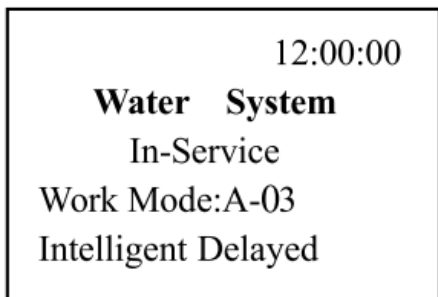 12:00:00
Water System
In-Service
Work Mode:A-03
Intelligent Delayed